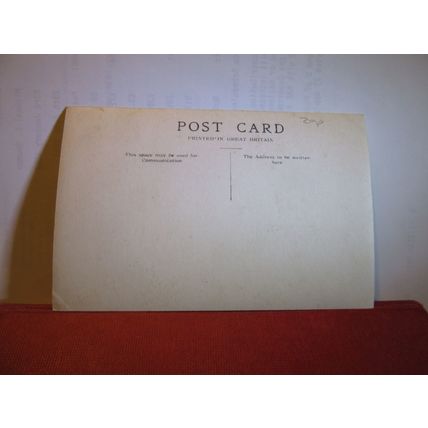 POST CARD
PRINTED IN GREAT BRITAIN
This space may be used for
Communication
The Address to be written
here